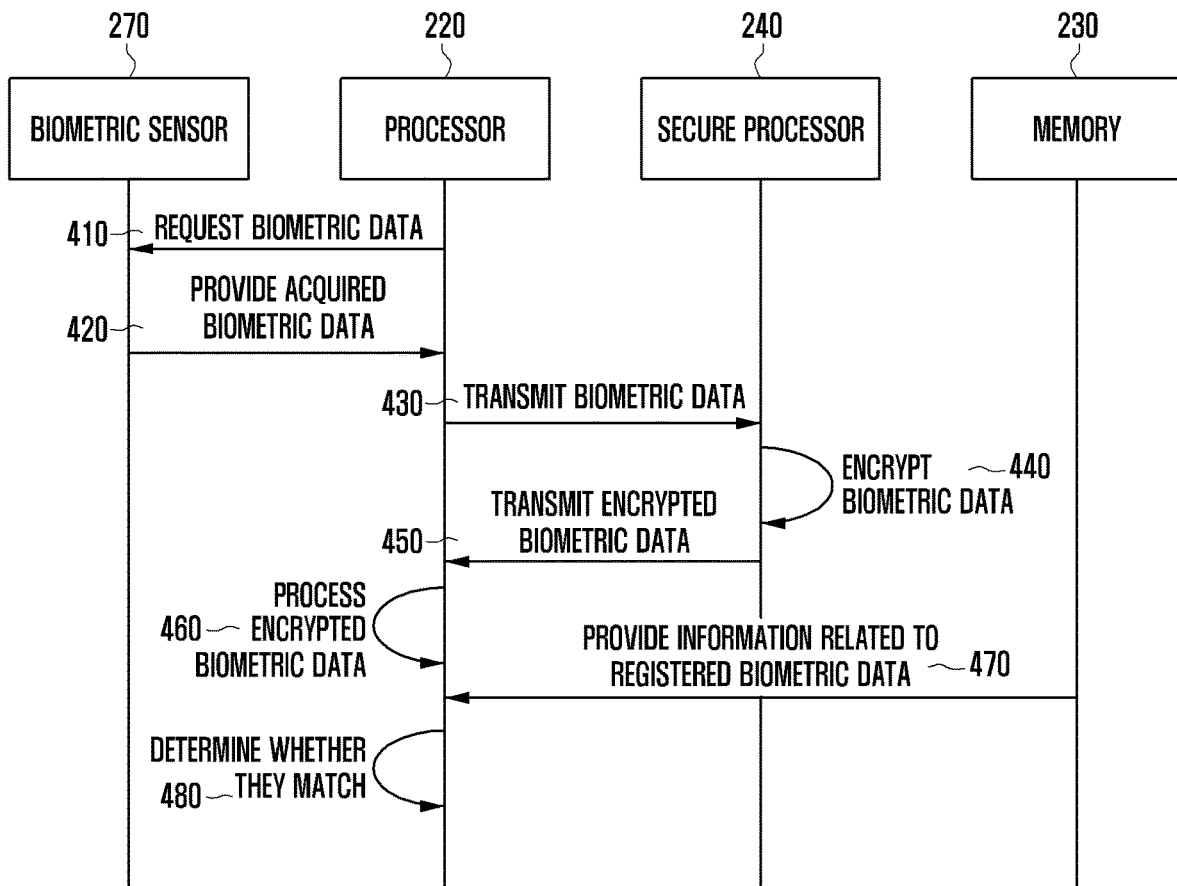 270 220 240 230
BIOMETRIC SENSOR PROCESSOR SECURE PROCESSOR MEMORY
410 REQUEST BIOMETRIC DATA
PROVIDE ACQUIRED
420 BIOMETRIC DATA
430 TRANSMIT BIOMETRIC DATA
ENCRYPT 440
BIOMETRIC DATA
TRANSMIT ENCRYPTED
450 BIOMETRIC DATA
PROCESS
460 ENCRYPTED
BIOMETRIC DATA
PROVIDE INFORMATION RELATED TO
REGISTERED BIOMETRIC DATA 470
DETERMINE WHETHER
480 THEY MATCH